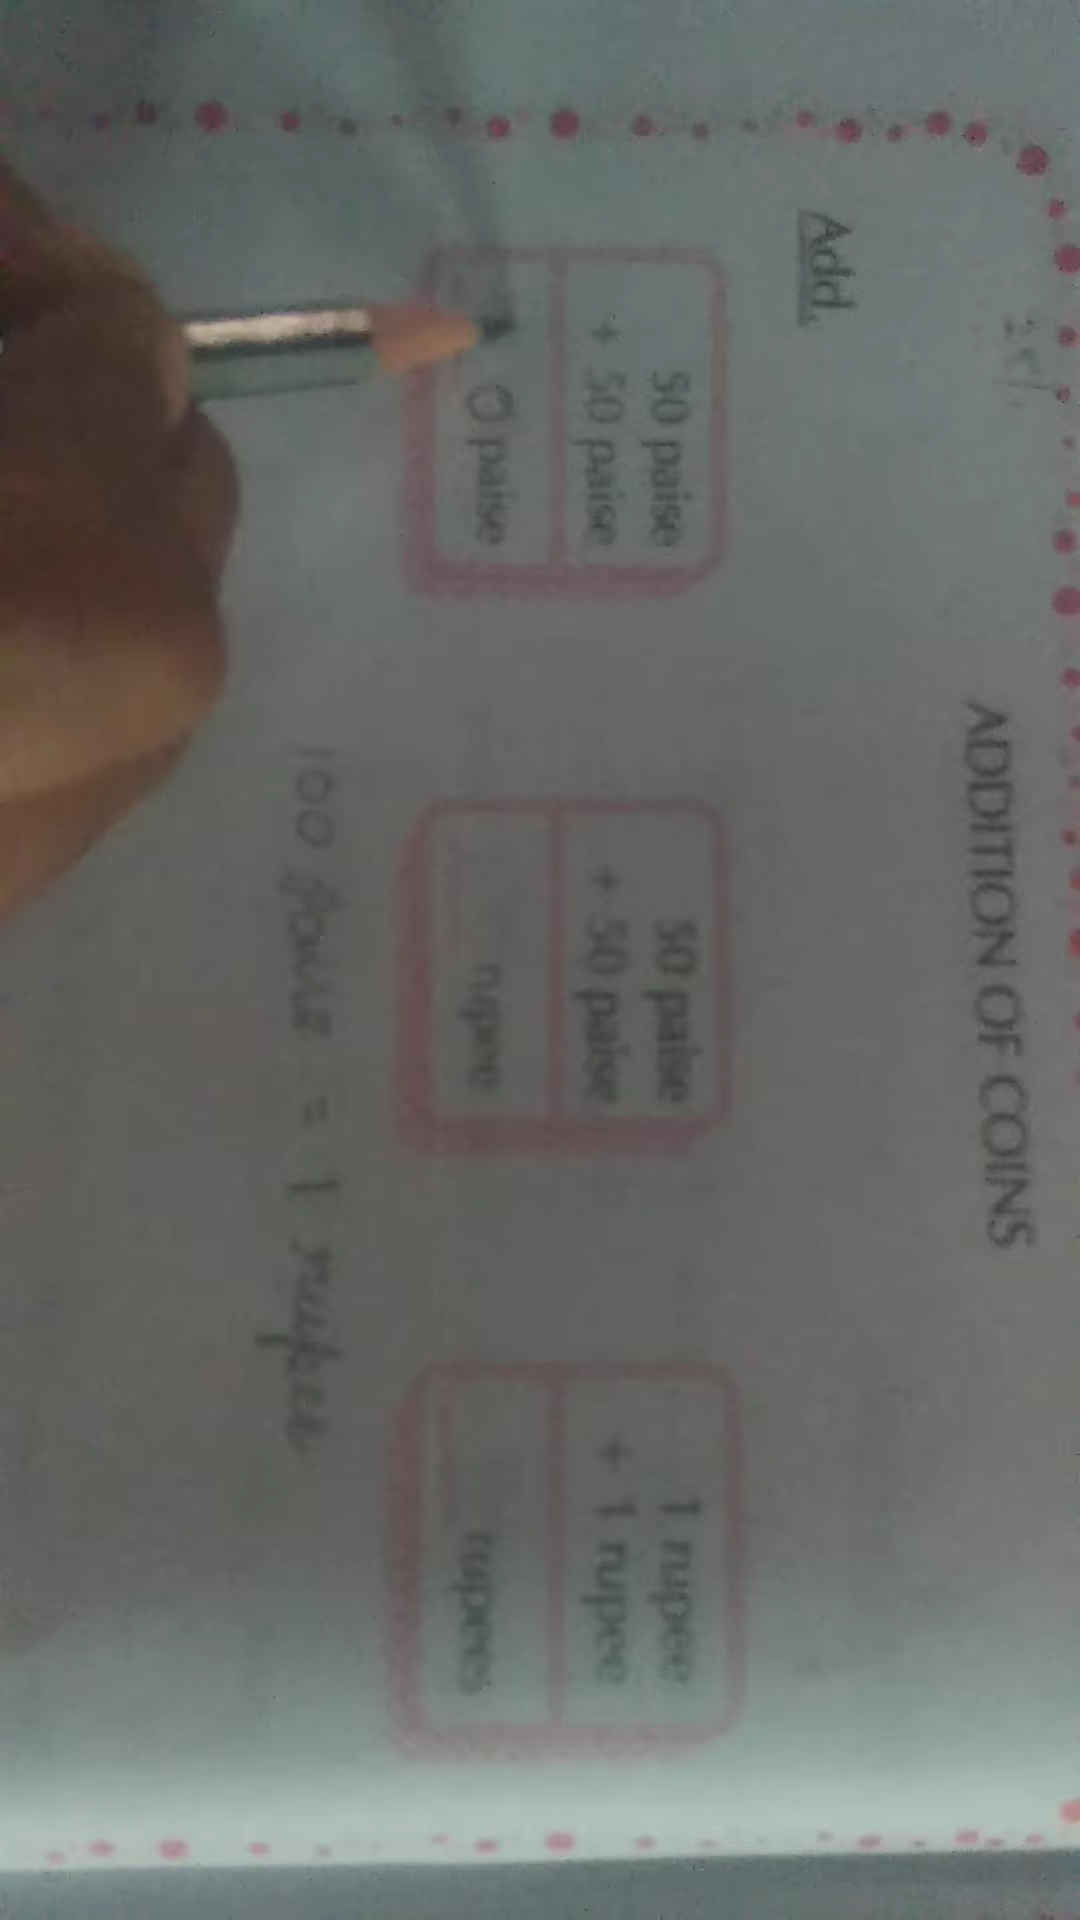 ADDITION OF COINS
Add.
50 paise
+ 50 paise
0 paise
50 paise
+ 50 paise
rupee
1 rupee
+ 1 rupee
rupees
100 paise = 1 rupee